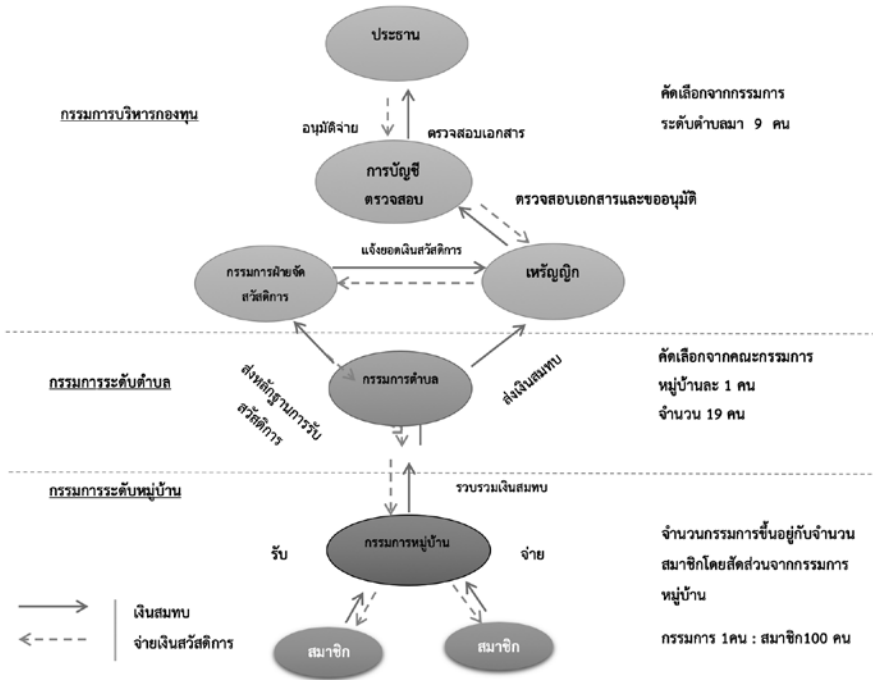 ประธาน
กรรมการบริหารกองทุน
คัดเลือกจากกรรมการ
ระดับตำบลมา 9 คน
อนุมัติจ่าย
ตรวจสอบเอกสาร
การบัญชี
ตรวจสอบ
ตรวจสอบเอกสารและขออนุมัติ
แจ้งยอดเงินสวัสดิการ
กรรมการฝ่ายจัด
สวัสดิการ
เหรัญญิก
กรรมการระดับตำบล
ส่งหลักฐานการรับ
สวัสดิการ
กรรมการตำบล
ส่งเงินสมทบ
คัดเลือกจากคณะกรรมการ
หมู่บ้านละ 1 คน
จำนวน 19 คน
กรรมการระดับหมู่บ้าน
รวบรวมเงินสมทบ
รับ
กรรมการหมู่บ้าน
จ่าย
จำนวนกรรมการขึ้นอยู่กับจำนวน
สมาชิกโดยสัดส่วนจากกรรมการ
หมู่บ้าน
กรรมการ 1คน : สมาชิก100 คน
เงินสมทบ
จ่ายเงินสวัสดิการ
สมาชิก
สมาชิก